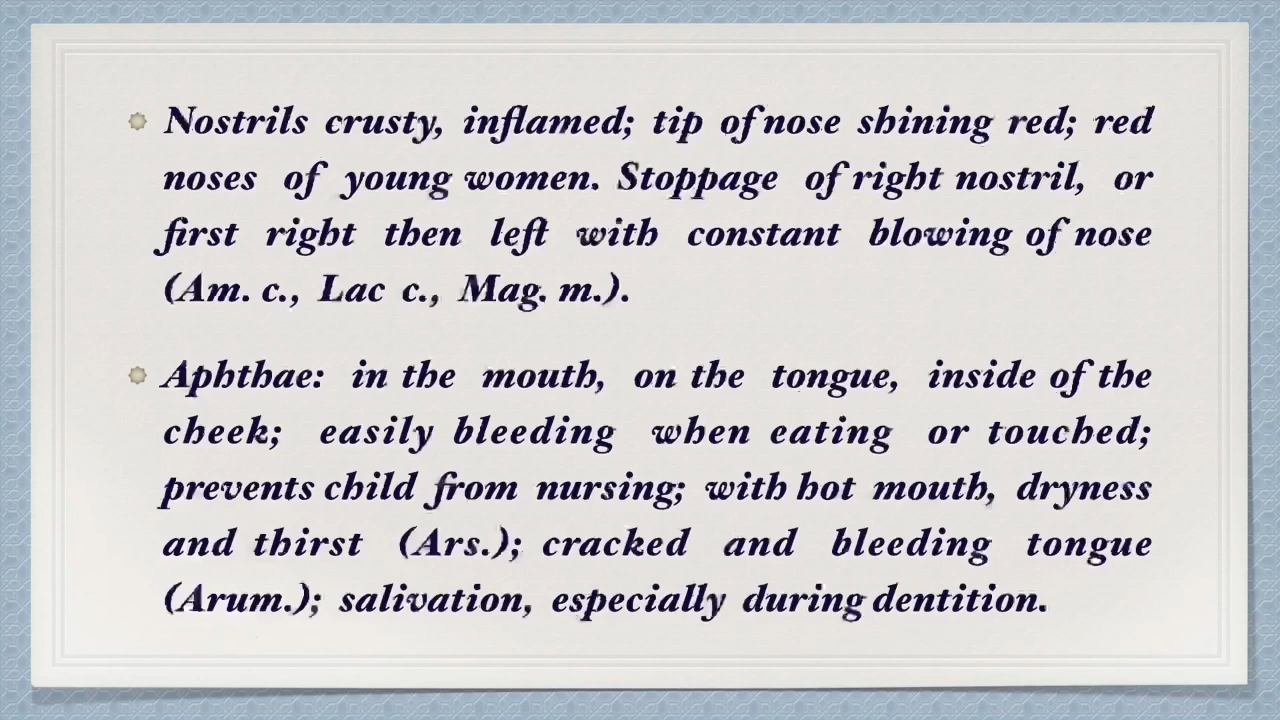 Nostrils crusty, inflamed; tip of nose shining red; red
noses of young women. Stoppage of right nostril, or
first right then left with constant blowing of nose
(Am. c., Lac c., Mag. m.).
Aphthae: in the mouth, on the tongue, inside of the
cheek; easily bleeding when eating or touched;
prevents child from nursing; with hot mouth, dryness
and thirst (Ars.); cracked and bleeding tongue
(Arum.); salivation, especially during dentition.